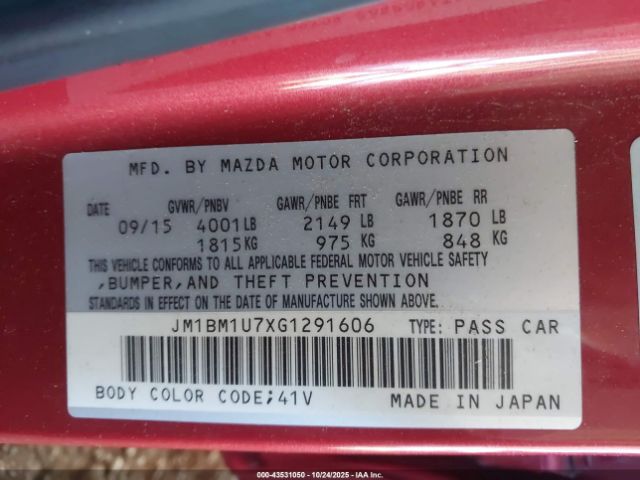 MFD. BY MAZDA MOTOR CORPORATION
DATE GVWR/PNBV GAWR/PNBE FRT GAWR/PNBE RR
09/15 4001LB 2149 LB 1870 LB
1815KG 975 KG 848 KG
THIS VEHICLE CONFORMS TO ALL APPLICABLE FEDERAL MOTOR VEHICLE SAFETY
,BUMPER,AND THEFT PREVENTION
STANDARDS IN EFFECT ON THE DATE OF MANUFACTURE SHOWN ABOVE.
JM1BM1U7XG1291606 TYPE: PASS CAR
BODY COLOR CODE;41V MADE IN JAPAN
000-43531050 - 10/24/2025 - IAAI.COM